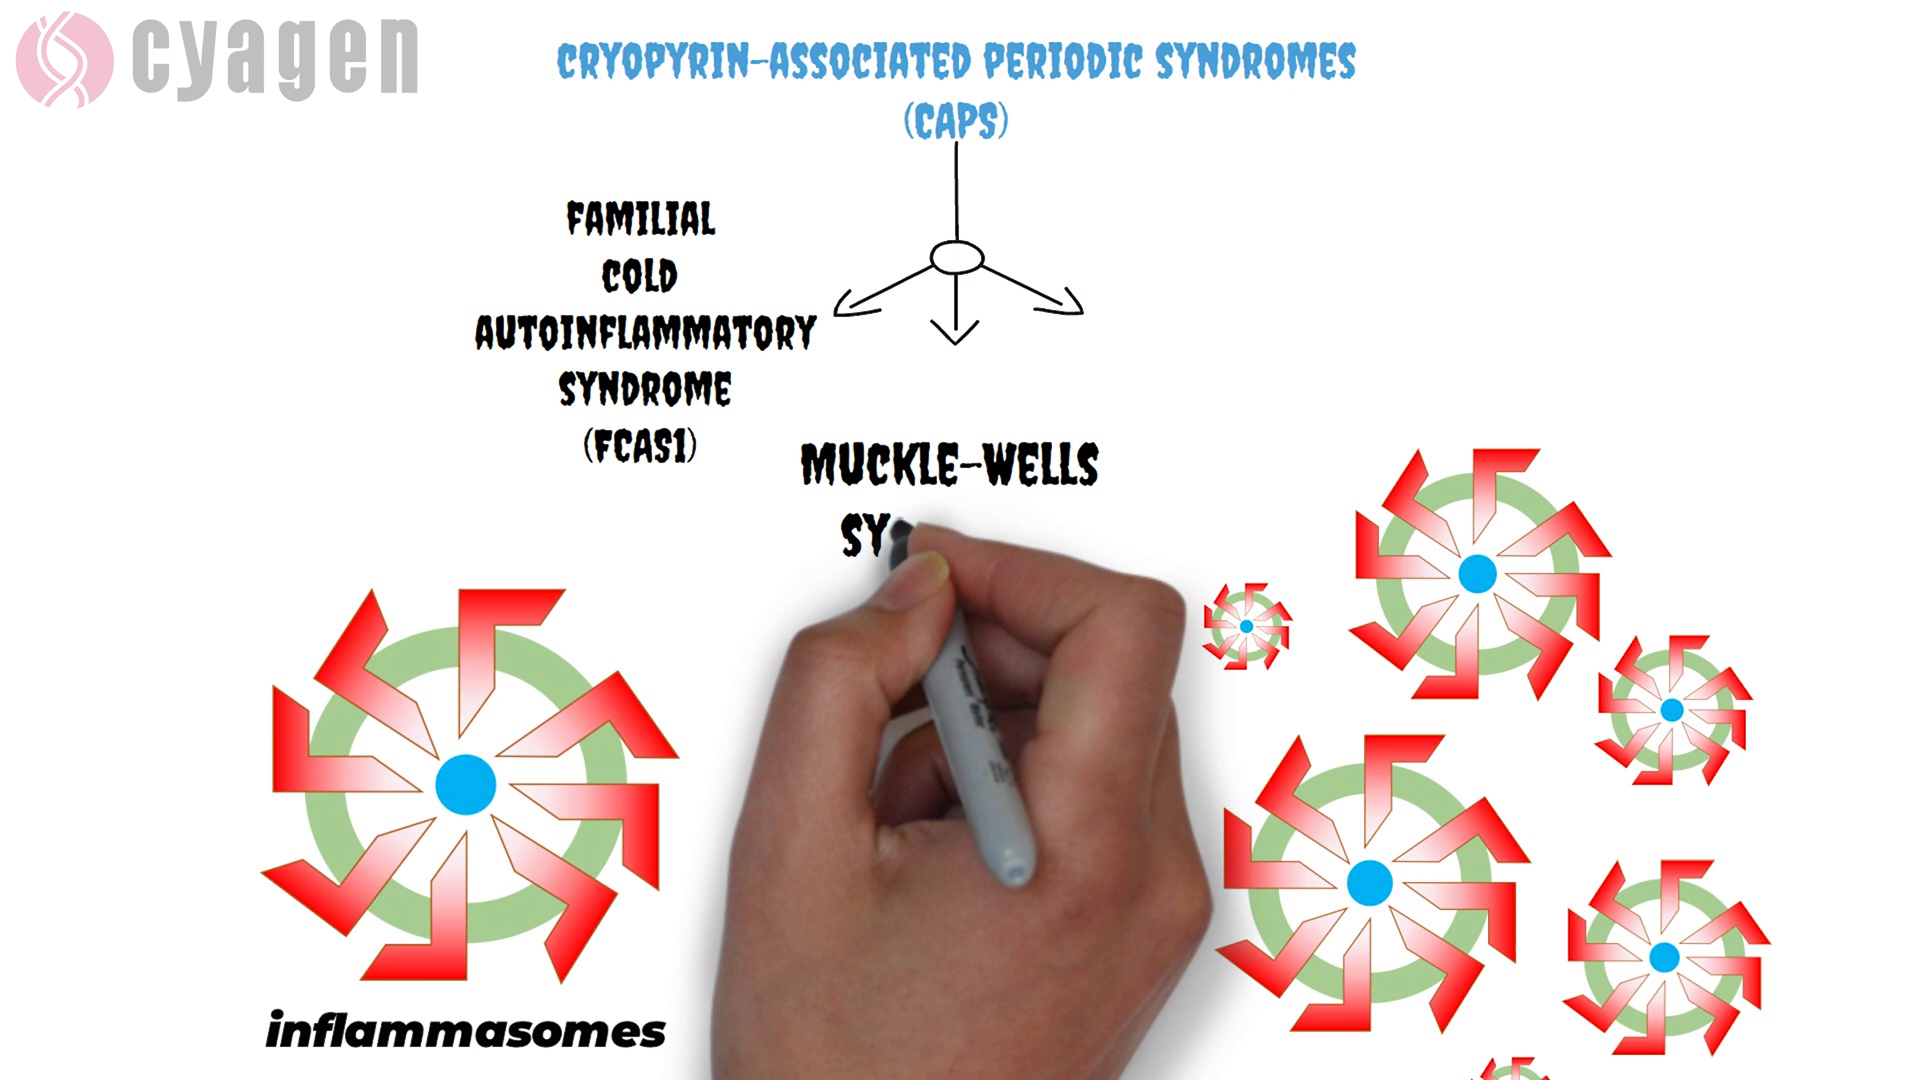 cyagen
CRYOPYRIN-ASSOCIATED PERIODIC SYNDROMES
(CAPS)
FAMILIAL
COLD
AUTOINFLAMMATORY
SYNDROME
(FCAS1)
MUCKLE-WELLS
SY
inflammasomes